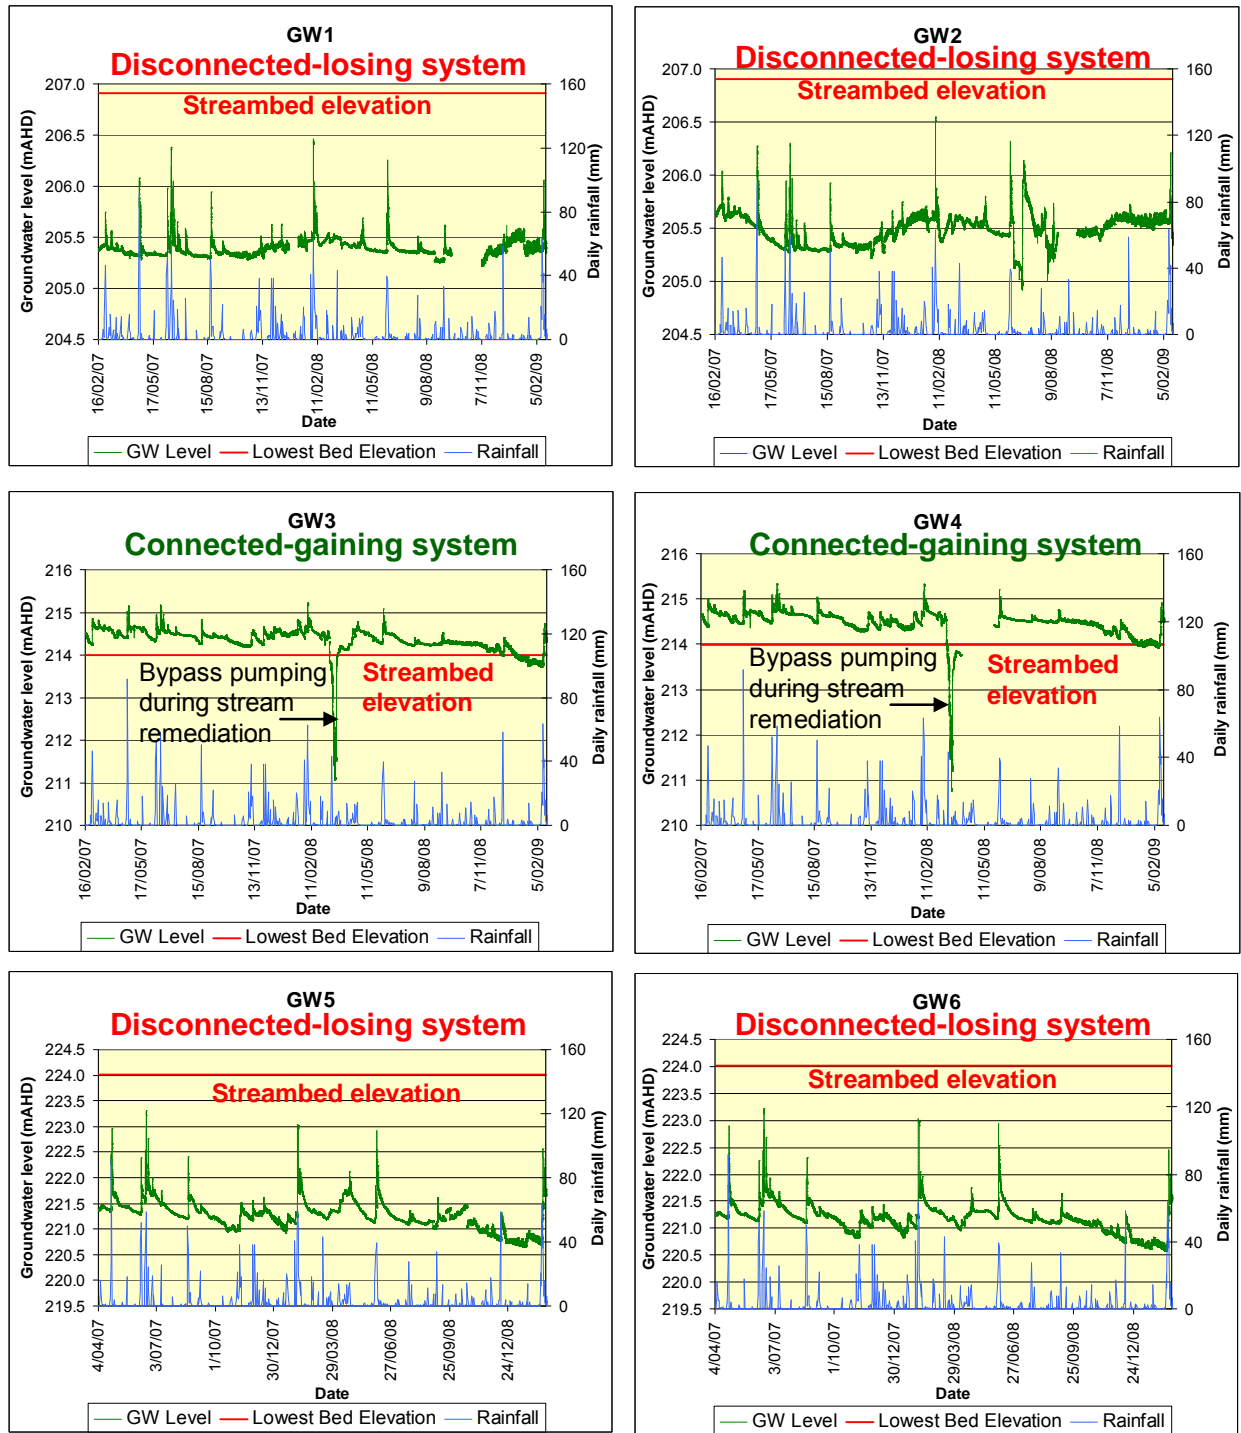 GW1
Disconnected-losing system
Streambed elevation
Groundwater level (mAHD)
207.0
206.5
206.0
205.5
205.0
204.5
160
120
80
40
0
Daily rainfall (mm)
16/02/07
17/05/07
15/08/07
13/11/07
11/02/08
11/05/08
9/08/08
7/11/08
5/02/09
Date
GW Level
Lowest Bed Elevation
Rainfall
GW2
Disconnected-losing system
Streambed elevation
Groundwater level (mAHD)
207.0
206.5
206.0
205.5
205.0
204.5
160
120
80
40
0
Daily rainfall (mm)
16/02/07
17/05/07
15/08/07
13/11/07
11/02/08
11/05/08
9/08/08
7/11/08
5/02/09
Date
GW Level
Lowest Bed Elevation
Rainfall
GW3
Connected-gaining system
Groundwater level (mAHD)
216
215
214
213
212
211
210
Bypass pumping
during stream
remediation
Streambed
elevation
160
120
80
40
0
Daily rainfall (mm)
16/02/07
17/05/07
15/08/07
13/11/07
11/02/08
11/05/08
9/08/08
7/11/08
5/02/09
Date
GW Level
Lowest Bed Elevation
Rainfall
GW4
Connected-gaining system
Groundwater level (mAHD)
216
215
214
213
212
211
210
Bypass pumping
during stream
remediation
Streambed
elevation
160
120
80
40
0
Daily rainfall (mm)
16/02/07
17/05/07
15/08/07
13/11/07
11/02/08
11/05/08
9/08/08
7/11/08
5/02/09
Date
GW Level
Lowest Bed Elevation
Rainfall
GW5
Disconnected-losing system
Streambed elevation
Groundwater level (mAHD)
224.5
224.0
223.5
223.0
222.5
222.0
221.5
221.0
220.5
220.0
219.5
160
120
80
40
0
Daily rainfall (mm)
4/04/07
3/07/07
1/10/07
30/12/07
29/03/08
27/06/08
25/09/08
24/12/08
Date
GW Level
Lowest Bed Elevation
Rainfall
GW6
Disconnected-losing system
Streambed elevation
Groundwater level (mAHD)
224.5
224.0
223.5
223.0
222.5
222.0
221.5
221.0
220.5
220.0
219.5
160
120
80
40
0
Daily rainfall (mm)
4/04/07
3/07/07
1/10/07
30/12/07
29/03/08
27/06/08
25/09/08
24/12/08
Date
GW Level
Lowest Bed Elevation
Rainfall